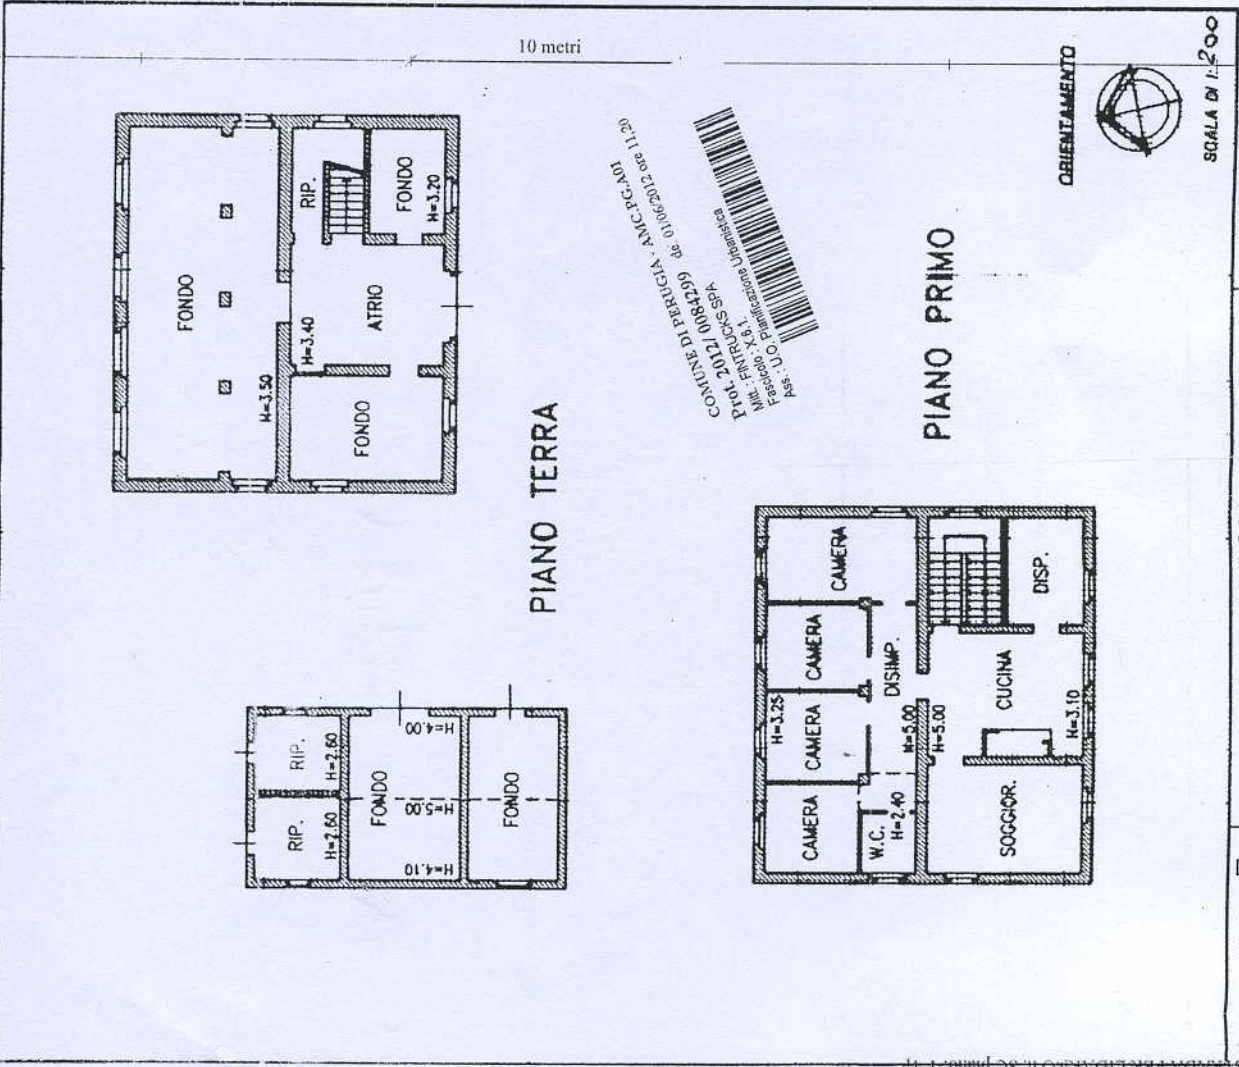 10 metri
ORIENTAMENTO
SCALA DI 1:200
FONDO
H=3.50
RIP.
FONDO
H=3.20
H=3.40
ATRIO
FONDO
PIANO TERRA
COMUNE DI PERUGIA - AMC-PG.A01
Prot. 2012/ 0084299 de: 01/06/2012 ore 11,20
Mitt.: FINTRUCKS SPA
Fascicolo: X.6.1.
Ass.: U.O. Pianificazione Urbanistica
RIP.
H=2.60
RIP.
H=2.60
FONDO
H=4.00
H=5.00
H=4.10
FONDO
PIANO PRIMO
CAMERA
CAMERA
CAMERA
H=3.25
CAMERA
DISIMP.
H=5.00
W.C.
H=2.40
DISP.
CUCINA
H=5.00
H=3.10
SOGGIOR.